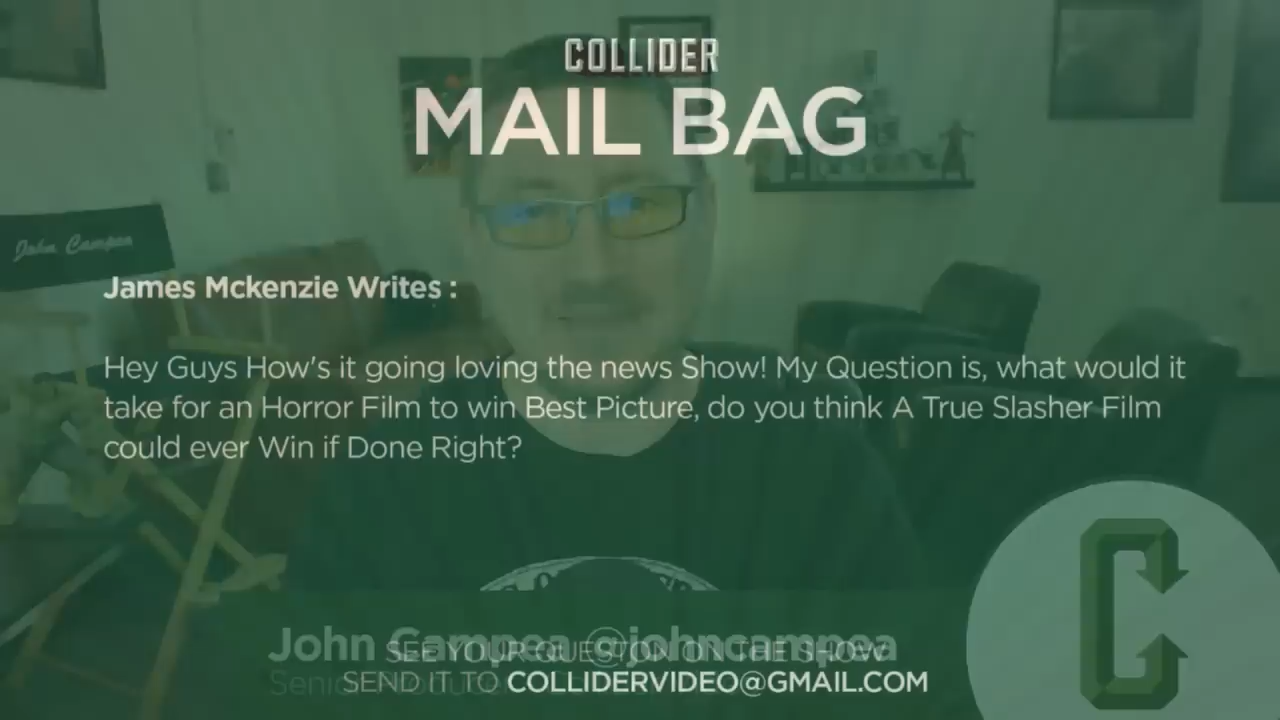 COLLIDER
MAIL BAG
John Campea
James Mckenzie Writes :
Hey Guys How's it going loving the news Show! My Question is, what would it
take for an Horror Film to win Best Picture, do you think A True Slasher Film
could ever Win if Done Right?
John Campea @johncampea
SEE YOUR QUESTON ON THE SHOW
SEND IT TO COLLIDERVIDEO@GMAIL.COM